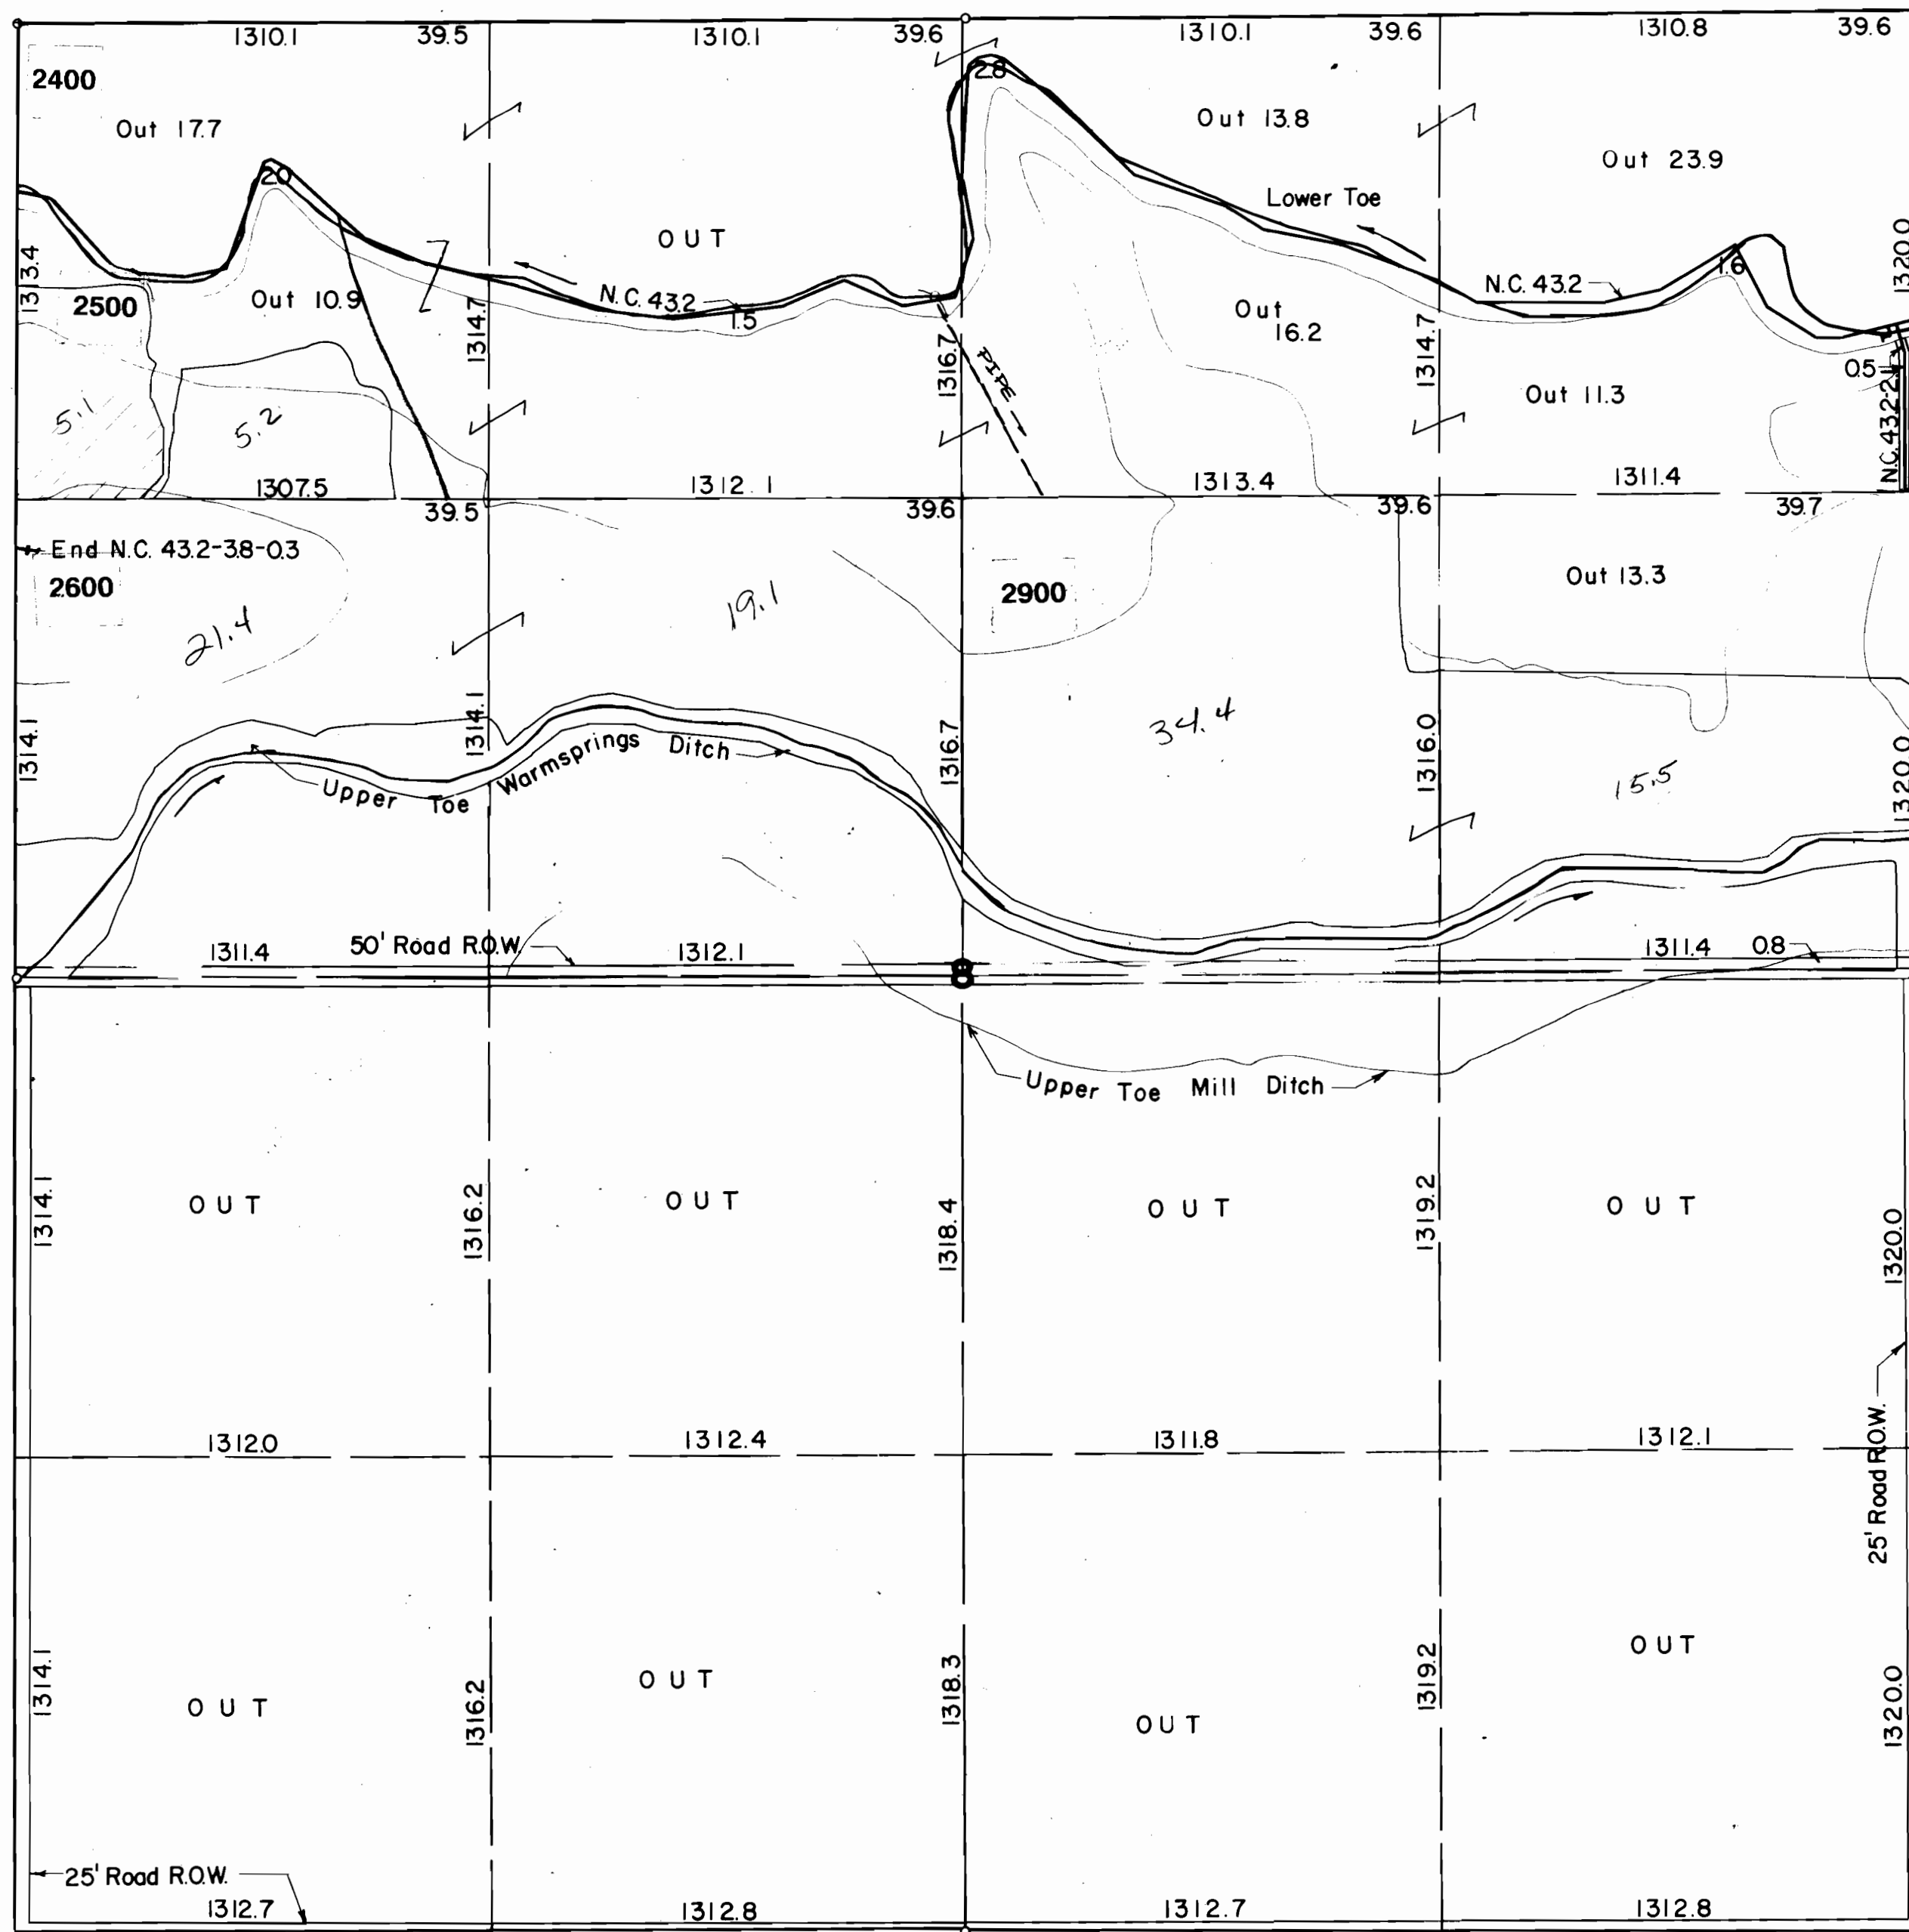 1310.1 39.5 1310.1 39.6 1310.1 39.6 1310.8 39.6
2400
2.8
Out 17.7
Out 13.8
Out 23.9
2.0
Lower Toe
OUT
1313.4
1320.0
1.6
2500
Out 10.9
N.C. 43.2
N.C. 43.2
1314.7
1.5
Out
16.2
1316.7
1314.7
PIPE
0.5
Out 11.3
5.1
5.2
N.C. 43.2-2.1
1307.5 1312.1 1313.4 1311.4
39.5 39.6 39.6 39.7
End N.C. 43.2-3.8-0.3
2600
2900
Out 13.3
21.4
19.1
34.4
15.5
1314.1
1314.1
1316.7
1316.0
1320.0
Upper Toe Warmsprings Ditch
1311.4 50' Road R.O.W. 1312.1 1311.4 0.8
8
Upper Toe Mill Ditch
1314.1
OUT
1316.2
OUT
1318.4
OUT
1319.2
OUT
1320.0
25' Road R.O.W.
1312.0 1312.4 1311.8 1312.1
1314.1
OUT
1316.2
OUT
1318.3
OUT
1319.2
OUT
1320.0
25' Road R.O.W.
1312.7 1312.8 1312.7 1312.8